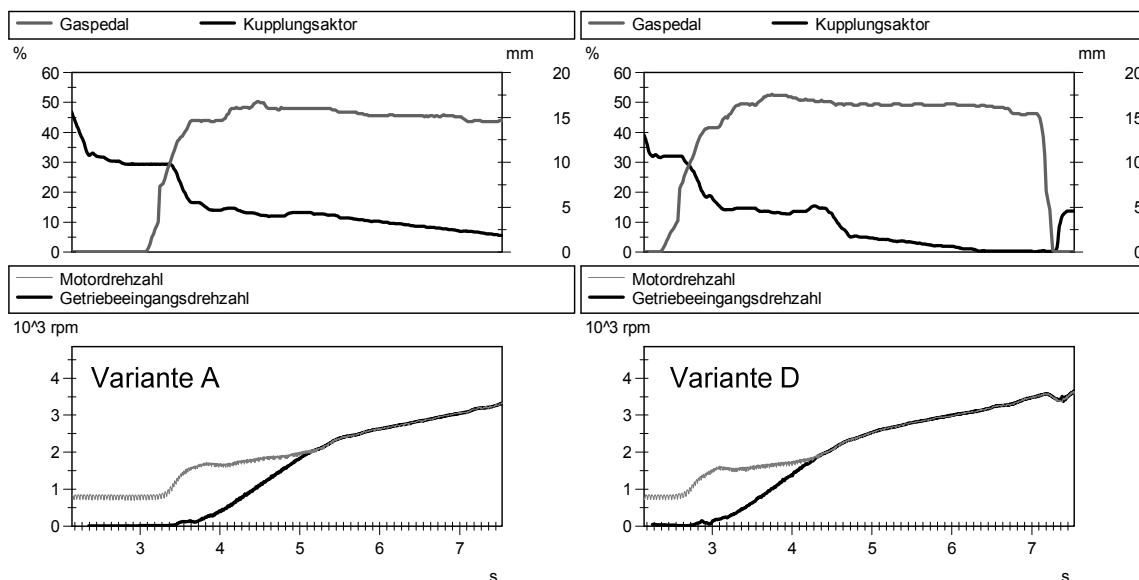 Gaspedal Kupplungsaktor
% mm
60 20
50
15
40
30 10
20
5
10
0 0
Motordrehzahl
Getriebeeingangsdrehzahl
10^3 rpm
Variante A
4
3
2
1
0
3 4 5 6 7
s
Gaspedal Kupplungsaktor
% mm
60 20
50
15
40
30 10
20
5
10
0 0
Motordrehzahl
Getriebeeingangsdrehzahl
10^3 rpm
Variante D
4
3
2
1
0
3 4 5 6 7
s